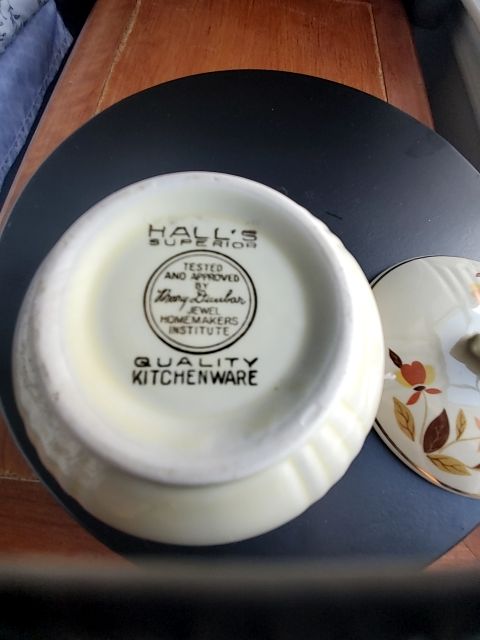 HALL'S
SUPERIOR
TESTED
AND APPROVED
BY
Mary Dunbar
JEWEL
HOMEMAKERS
INSTITUTE
QUALITY
KITCHENWARE